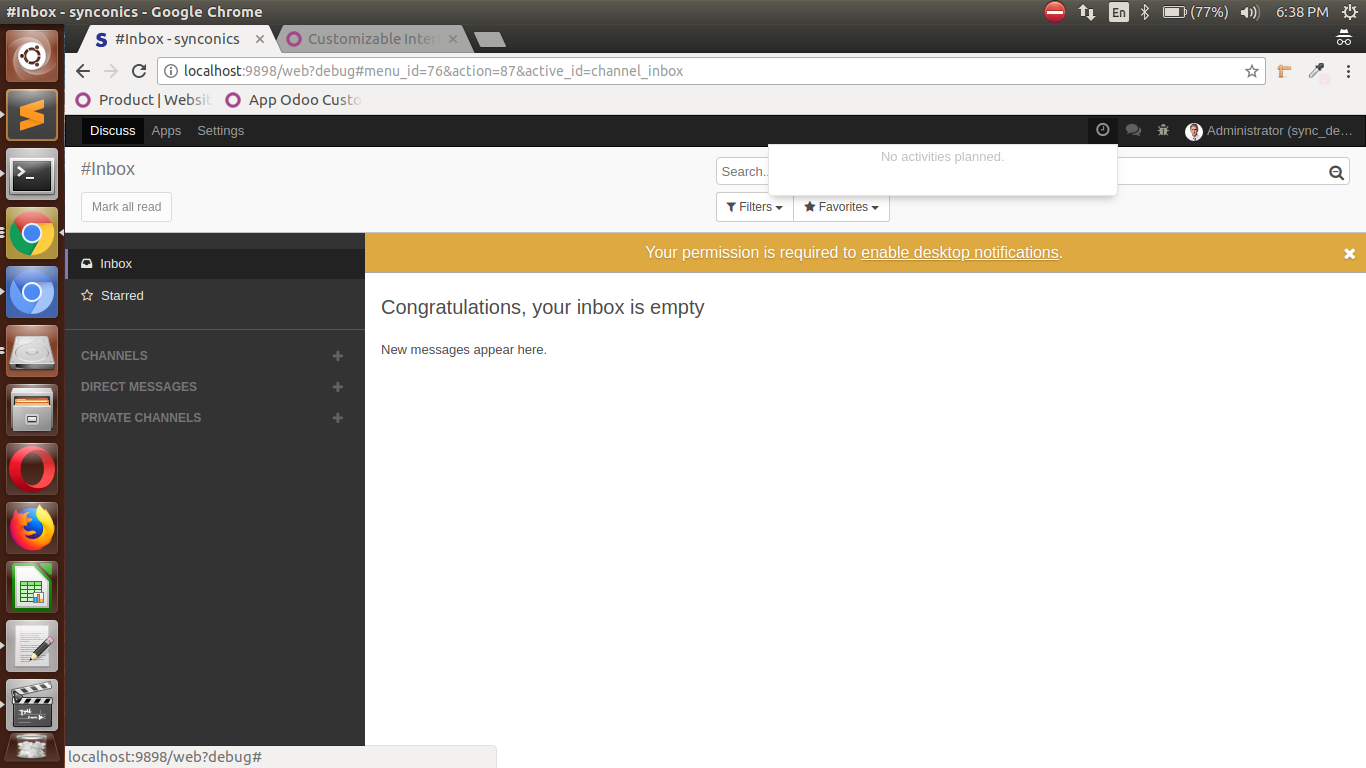 #Inbox - synconics - Google Chrome
En (77%) 6:38 PM
#Inbox - synconics × Customizable Inter ×
localhost:9898/web?debug#menu_id=76&action=87&active_id=channel_inbox
Product | Websit App Odoo Custo
Discuss Apps Settings Administrator (sync_de...
No activities planned.
#Inbox Search...
Mark all read Filters Favorites
Your permission is required to enable desktop notifications.
Inbox
Starred
Congratulations, your inbox is empty
New messages appear here.
CHANNELS
DIRECT MESSAGES
PRIVATE CHANNELS
localhost:9898/web?debug#